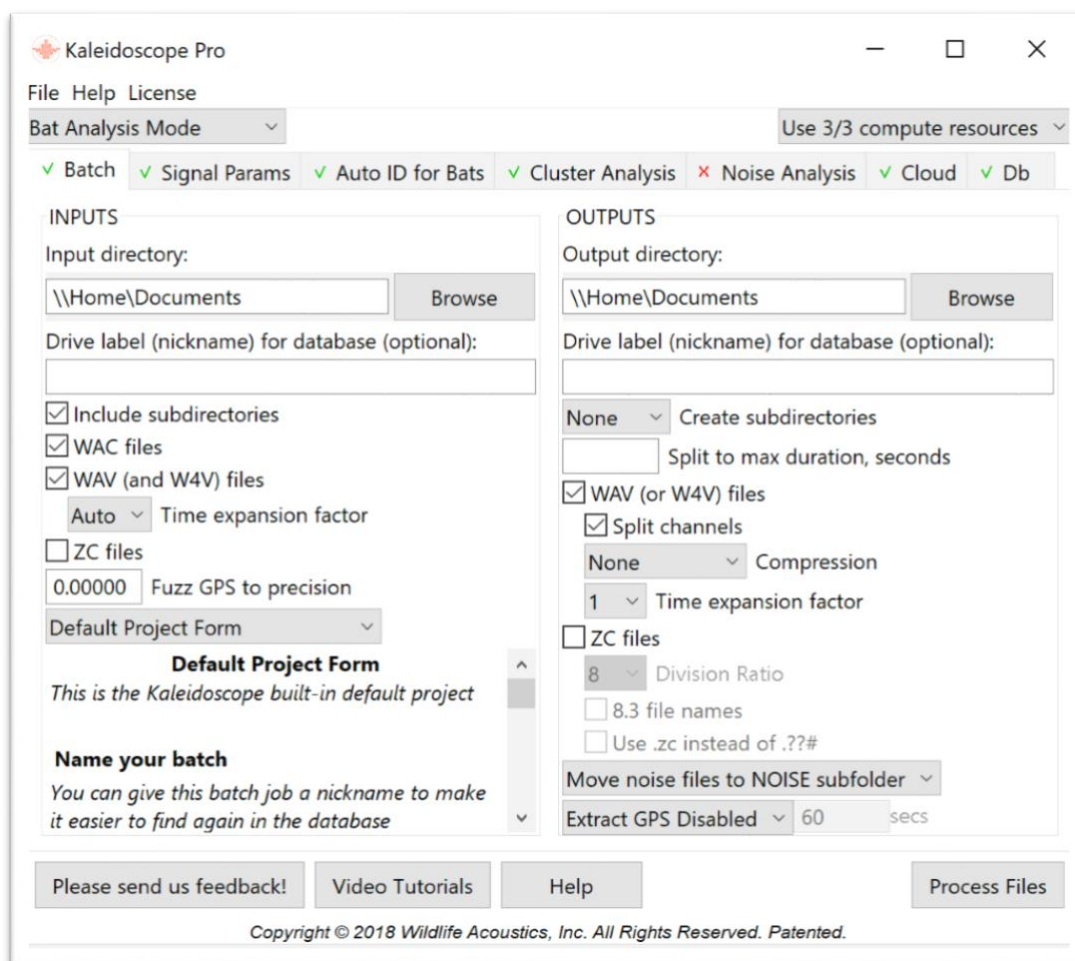 Kaleidoscope Pro
File Help License
Bat Analysis Mode
Use 3/3 compute resources
Batch
Signal Params
Auto ID for Bats
Cluster Analysis
Noise Analysis
Cloud
Db
INPUTS
Input directory:
\\Home\Documents
Browse
Drive label (nickname) for database (optional):
Include subdirectories
WAC files
WAV (and W4V) files
Auto Time expansion factor
ZC files
0.00000 Fuzz GPS to precision
Default Project Form
Default Project Form
This is the Kaleidoscope built-in default project
Name your batch
You can give this batch job a nickname to make
it easier to find again in the database
OUTPUTS
Output directory:
\\Home\Documents
Browse
Drive label (nickname) for database (optional):
None Create subdirectories
Split to max duration, seconds
WAV (or W4V) files
Split channels
None Compression
1 Time expansion factor
ZC files
8 Division Ratio
8.3 file names
Use .zc instead of .??#
Move noise files to NOISE subfolder
Extract GPS Disabled 60 secs
Please send us feedback!
Video Tutorials
Help
Process Files
Copyright © 2018 Wildlife Acoustics, Inc. All Rights Reserved. Patented.